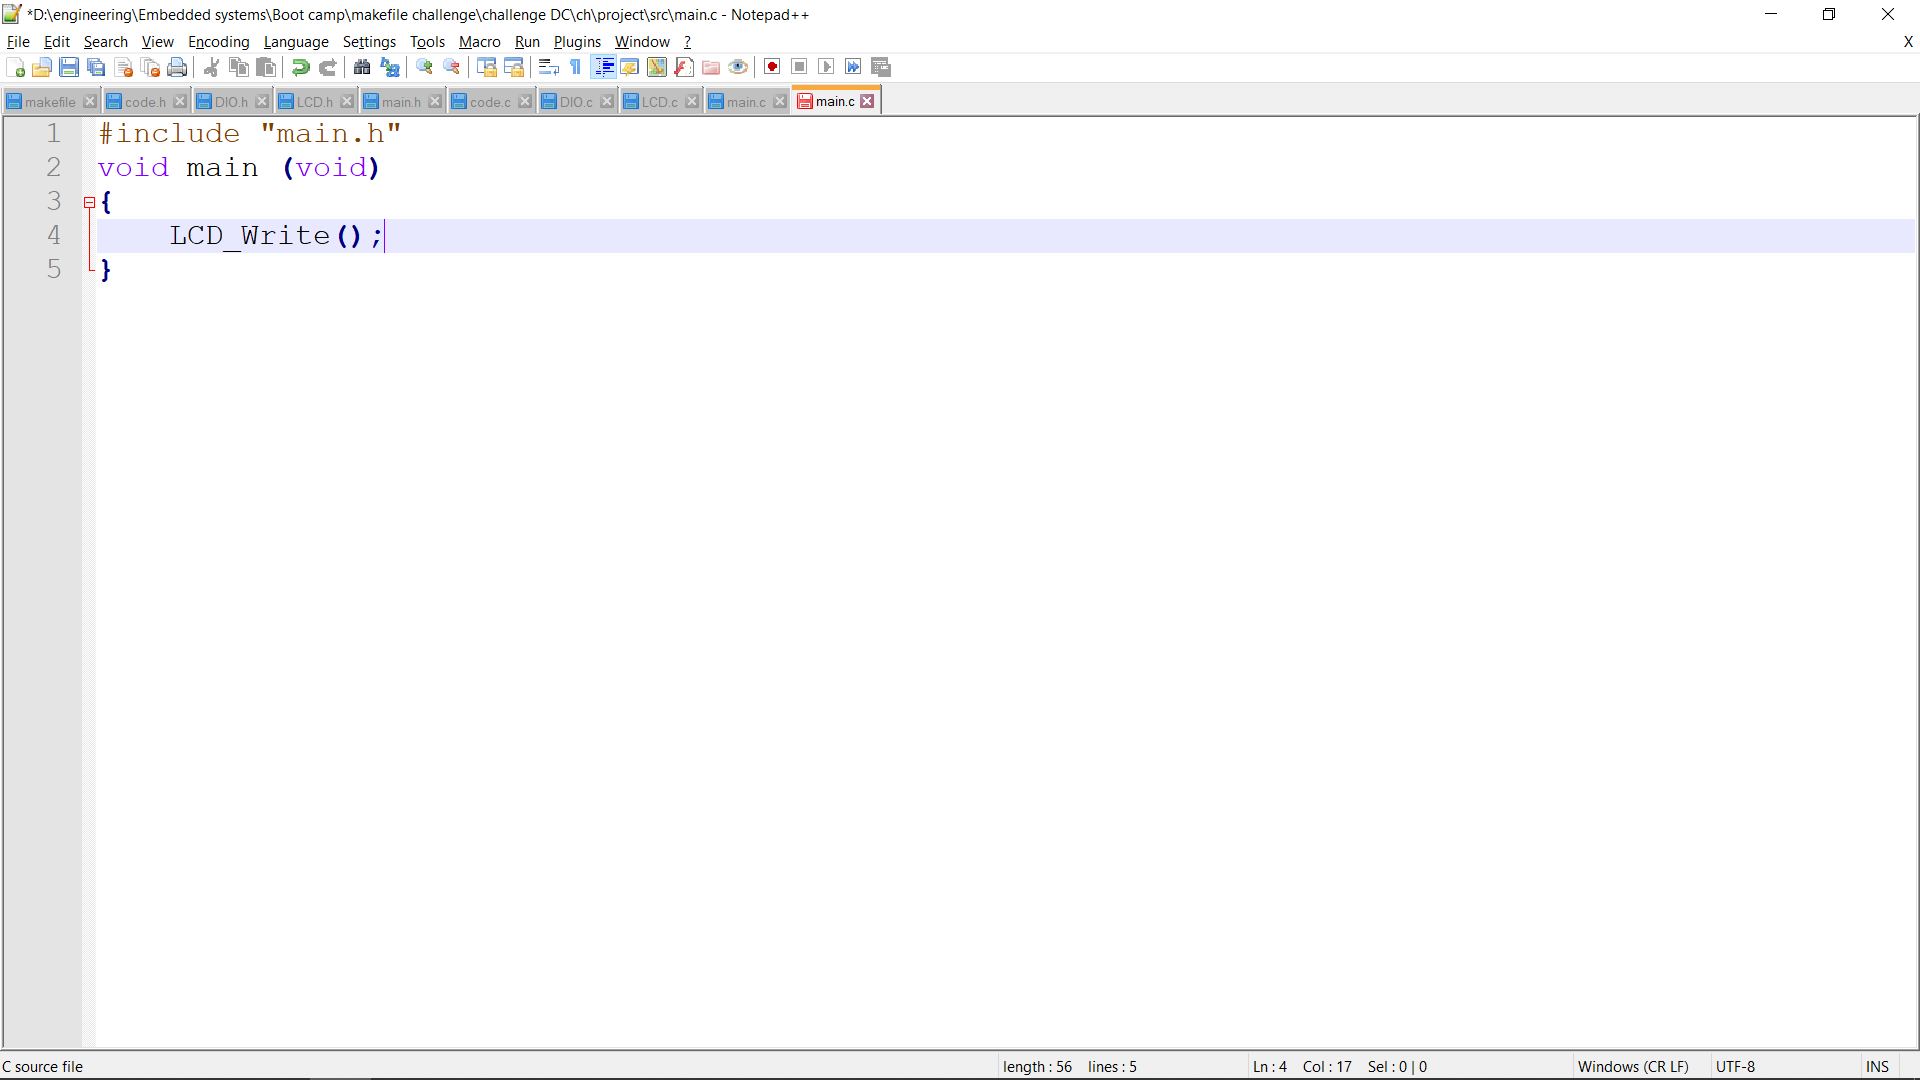 *D:\engineering\Embedded systems\Boot camp\makefile challenge\challenge DC\ch\project\src\main.c - Notepad++
File Edit Search View Encoding Language Settings Tools Macro Run Plugins Window ? X
makefile code.h DIO.h LCD.h main.h code.c DIO.c LCD.c main.c main.c
1 #include "main.h"
2 void main (void)
3 {
4 LCD_Write();
5 }
C source file length : 56 lines : 5 Ln : 4 Col : 17 Sel : 0 | 0 Windows (CR LF) UTF-8 INS